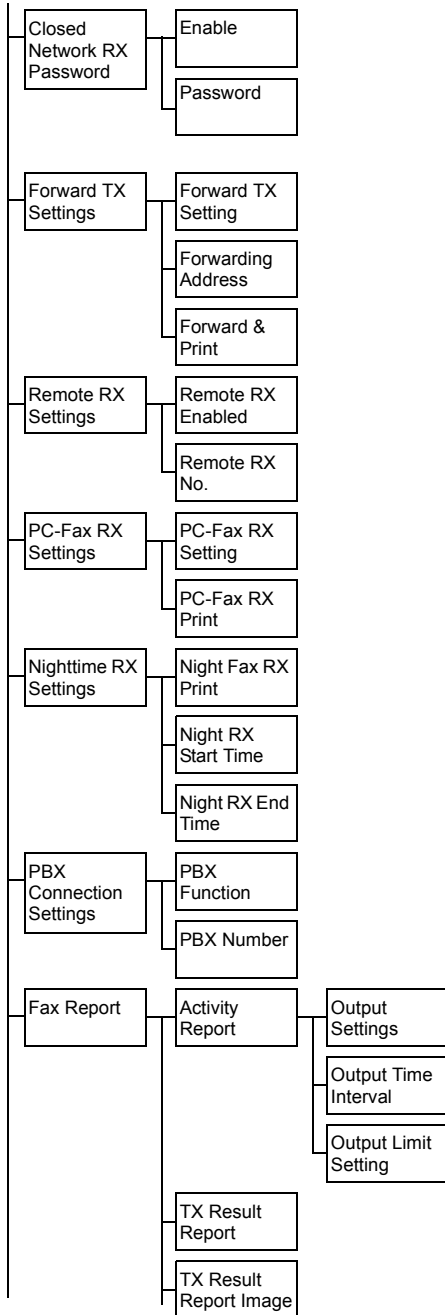 Closed
Network RX
Password
Enable
Password
Forward TX
Settings
Forward TX
Setting
Forwarding
Address
Forward &
Print
Remote RX
Settings
Remote RX
Enabled
Remote RX
No.
PC-Fax RX
Settings
PC-Fax RX
Setting
PC-Fax RX
Print
Nighttime RX
Settings
Night Fax RX
Print
Night RX
Start Time
Night RX End
Time
PBX
Connection
Settings
PBX
Function
PBX Number
Fax Report
Activity
Report
Output
Settings
Output Time
Interval
Output Limit
Setting
TX Result
Report
TX Result
Report Image